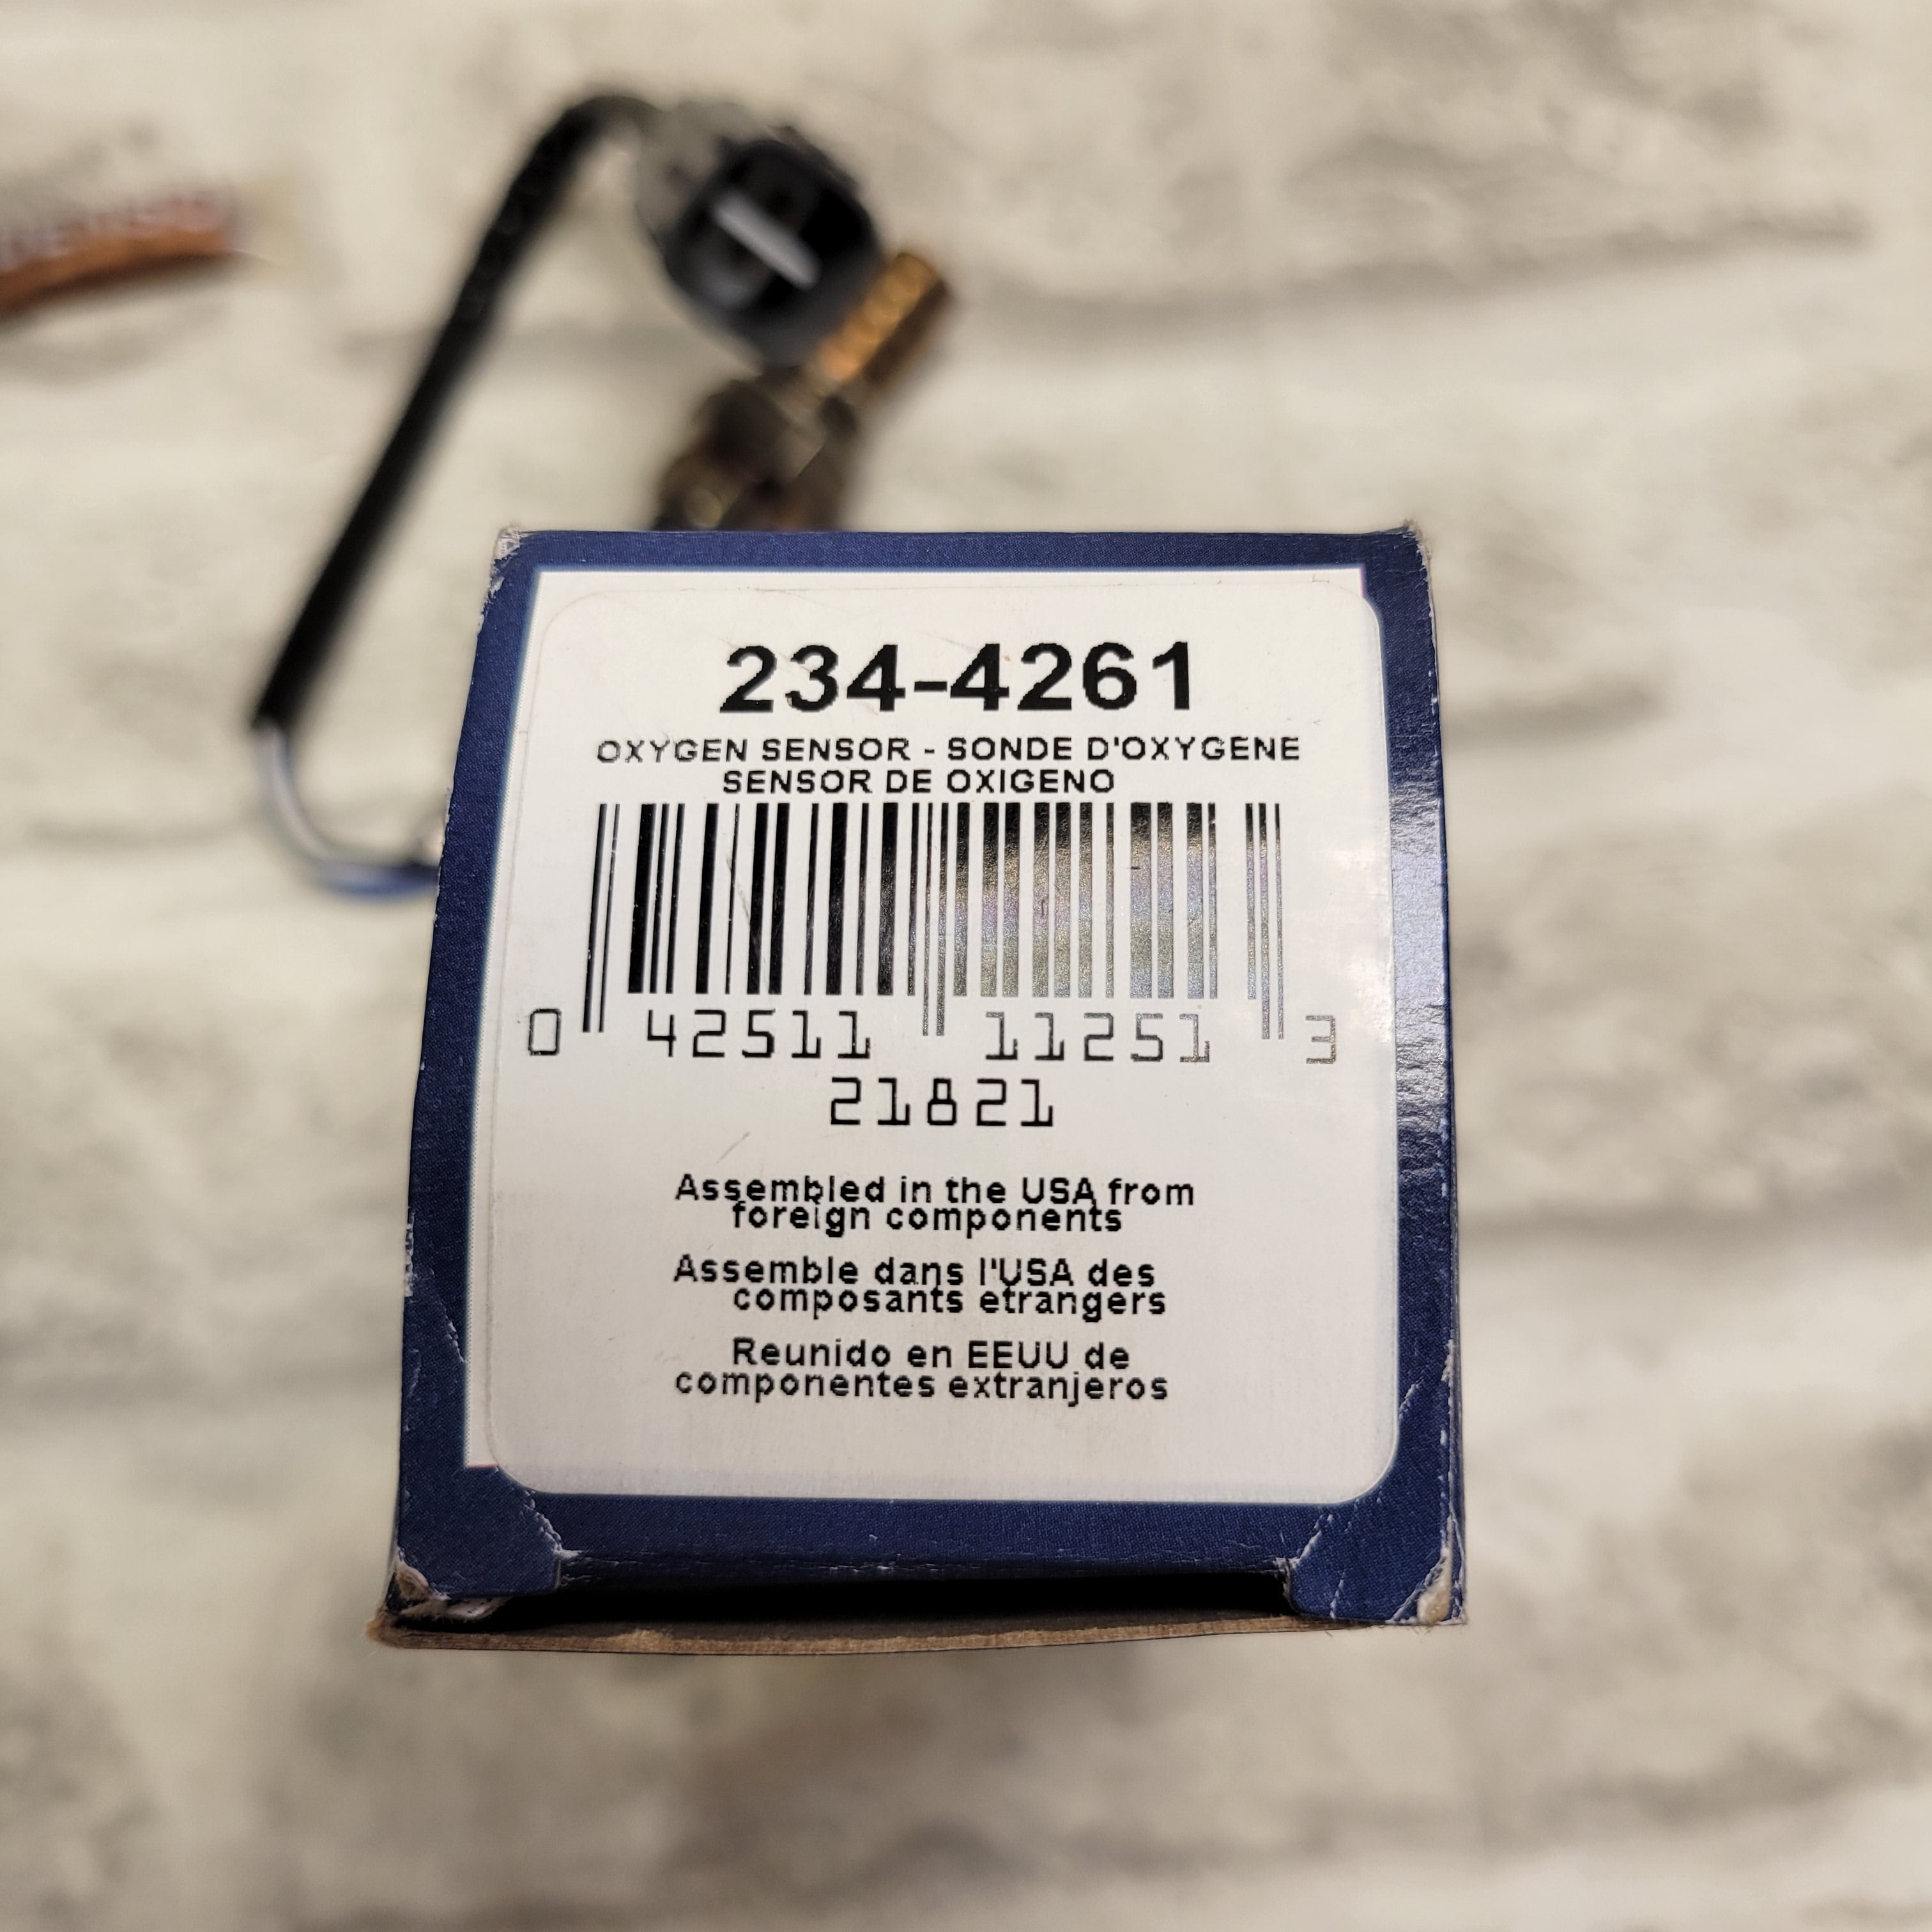 234-4261
OXYGEN SENSOR - SONDE D'OXYGENE
SENSOR DE OXIGENO
0 42511 11251 3
21821
Assembled in the USA from
foreign components
Assemble dans l'USA des
composants etrangers
Reunido en EEUU de
componentes extranjeros